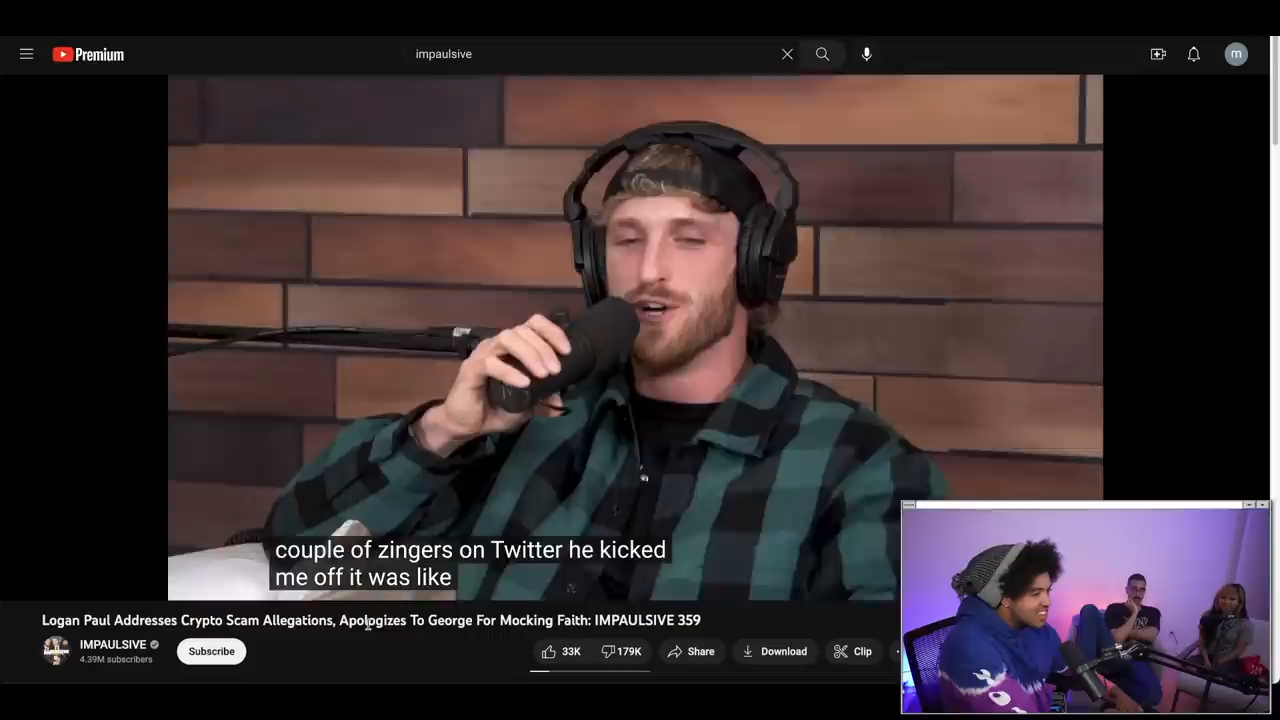 Premium
impaulsive
m
couple of zingers on Twitter he kicked
me off it was like
Logan Paul Addresses Crypto Scam Allegations, Apologizes To George For Mocking Faith: IMPAULSIVE 359
IMPAULSIVE
4.39M subscribers
Subscribe
33K
179K
Share
Download
Clip